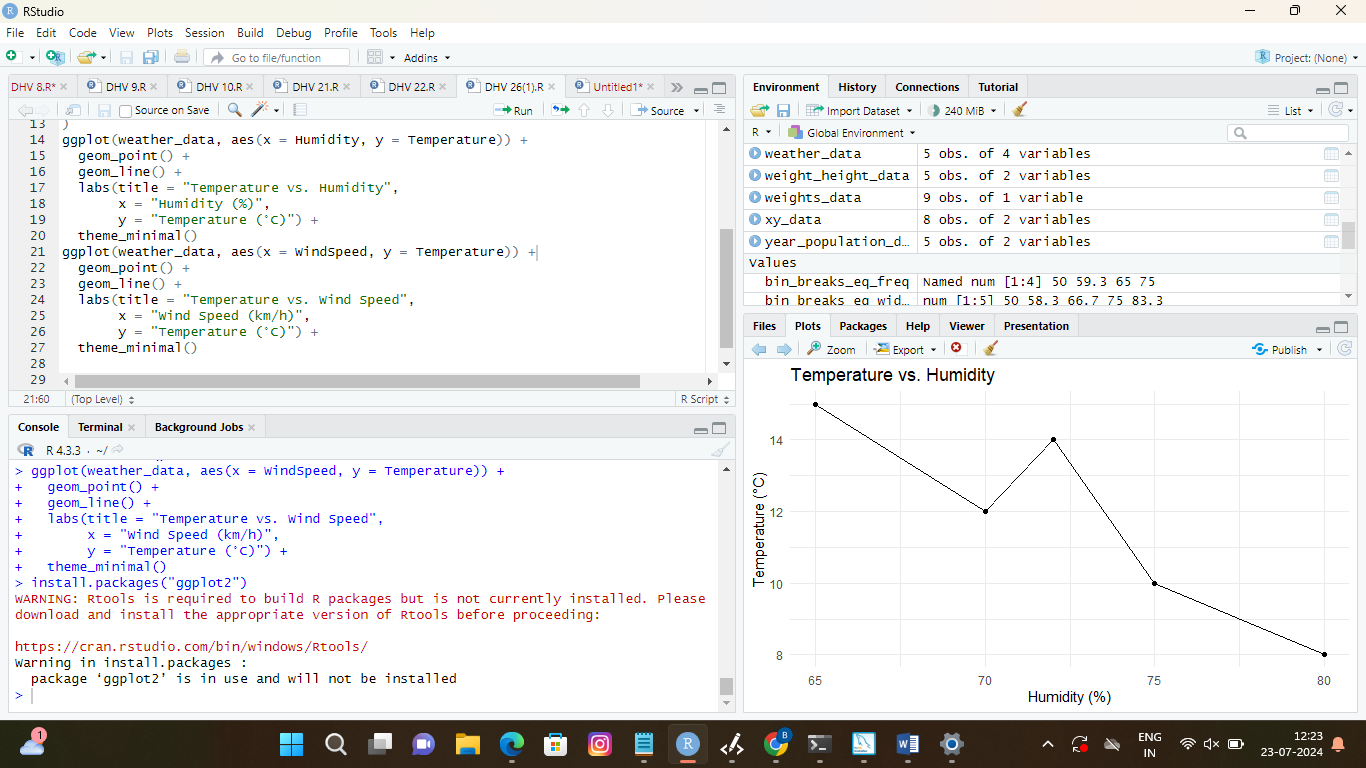 RStudio
File Edit Code View Plots Session Build Debug Profile Tools Help
Go to file/function Addins Project: (None)
DHV 8.R* DHV 9.R DHV 10.R DHV 21.R DHV 22.R DHV 26(1).R Untitled1*
Source on Save Run Source
13 )
14 ggplot(weather_data, aes(x = Humidity, y = Temperature)) +
15 geom_point() +
16 geom_line() +
17 labs(title = "Temperature vs. Humidity",
18 x = "Humidity (%)",
19 y = "Temperature (°C)") +
20 theme_minimal()
21 ggplot(weather_data, aes(x = WindSpeed, y = Temperature)) +
22 geom_point() +
23 geom_line() +
24 labs(title = "Temperature vs. Wind Speed",
25 x = "Wind Speed (km/h)",
26 y = "Temperature (°C)") +
27 theme_minimal()
28
29
21:60 (Top Level) R Script
Console Terminal Background Jobs
R 4.3.3 · ~/
> ggplot(weather_data, aes(x = WindSpeed, y = Temperature)) +
+ geom_point() +
+ geom_line() +
+ labs(title = "Temperature vs. Wind Speed",
+ x = "Wind Speed (km/h)",
+ y = "Temperature (°C)") +
+ theme_minimal()
> install.packages("ggplot2")
WARNING: Rtools is required to build R packages but is not currently installed. Please
download and install the appropriate version of Rtools before proceeding:
https://cran.rstudio.com/bin/windows/Rtools/
Warning in install.packages :
package ‘ggplot2’ is in use and will not be installed
>
Environment History Connections Tutorial
Import Dataset 240 MiB List
R Global Environment
weather_data 5 obs. of 4 variables
weight_height_data 5 obs. of 2 variables
weights_data 9 obs. of 1 variable
xy_data 8 obs. of 2 variables
year_population_d… 5 obs. of 2 variables
Values
bin_breaks_eq_freq Named num [1:4] 50 59.3 65 75
bin_breaks_eq_wid… num [1:5] 50 58.3 66.7 75 83.3
Files Plots Packages Help Viewer Presentation
Zoom Export Publish
Temperature vs. Humidity
Temperature (°C)
14
12
10
8
65 70 75 80
Humidity (%)
1
B
ENG
IN
12:23
23-07-2024